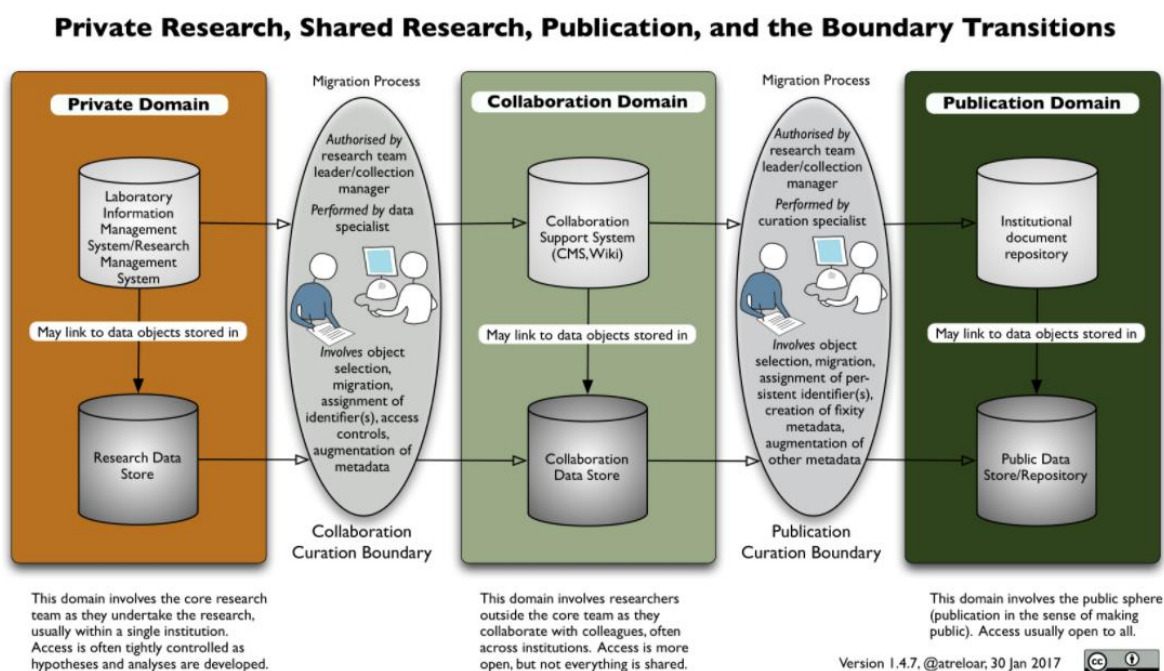 Private Research, Shared Research, Publication, and the Boundary Transitions
Private Domain
Laboratory
Information
Management
System/Research
Management
System
May link to data objects stored in
Research Data
Store
This domain involves the core research
team as they undertake the research,
usually within a single institution.
Access is often tightly controlled as
hypotheses and analyses are developed.
Migration Process
Authorised by
research team
leader/collection
manager
Performed by data
specialist
Involves object
selection,
migration,
assignment of
identifier(s), access
controls,
augmentation of
metadata
Collaboration
Curation Boundary
Collaboration Domain
Collaboration
Support System
(CMS, Wiki)
May link to data objects stored in
Collaboration
Data Store
This domain involves researchers
outside the core team as they
collaborate with colleagues, often
across institutions. Access is more
open, but not everything is shared.
Migration Process
Authorised by
research team
leader/collection
manager
Performed by
curation specialist
Involves object
selection, migration,
assignment of per-
sistent identifier(s),
creation of fixity
metadata,
augmentation of
other metadata
Publication
Curation Boundary
Publication Domain
Institutional
document
repository
May link to data objects stored in
Public Data
Store/Repository
This domain involves the public sphere
(publication in the sense of making
public). Access usually open to all.
Version 1.4.7, @atreloar, 30 Jan 2017
cc